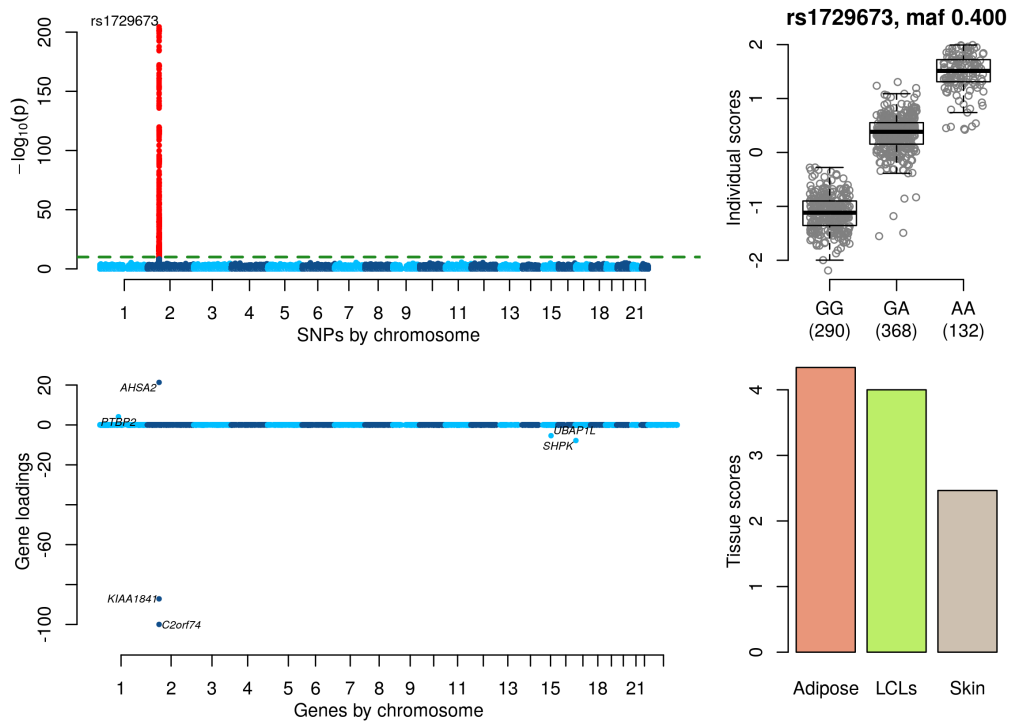 rs1729673
200
150
100
50
0
−log10(p)
1 2 3 4 5 6 7 8 9 11 13 15 18 21
SNPs by chromosome
rs1729673, maf 0.400
2
1
0
-1
-2
Individual scores
GG GA AA
(290) (368) (132)
20
0
-20
-60
-100
Gene loadings
AHSA2
PTBP2
UBAP1L
SHPK
KIAA1841
C2orf74
1 2 3 4 5 6 7 8 9 11 13 15 18 21
Genes by chromosome
4
3
2
1
0
Tissue scores
Adipose LCLs Skin